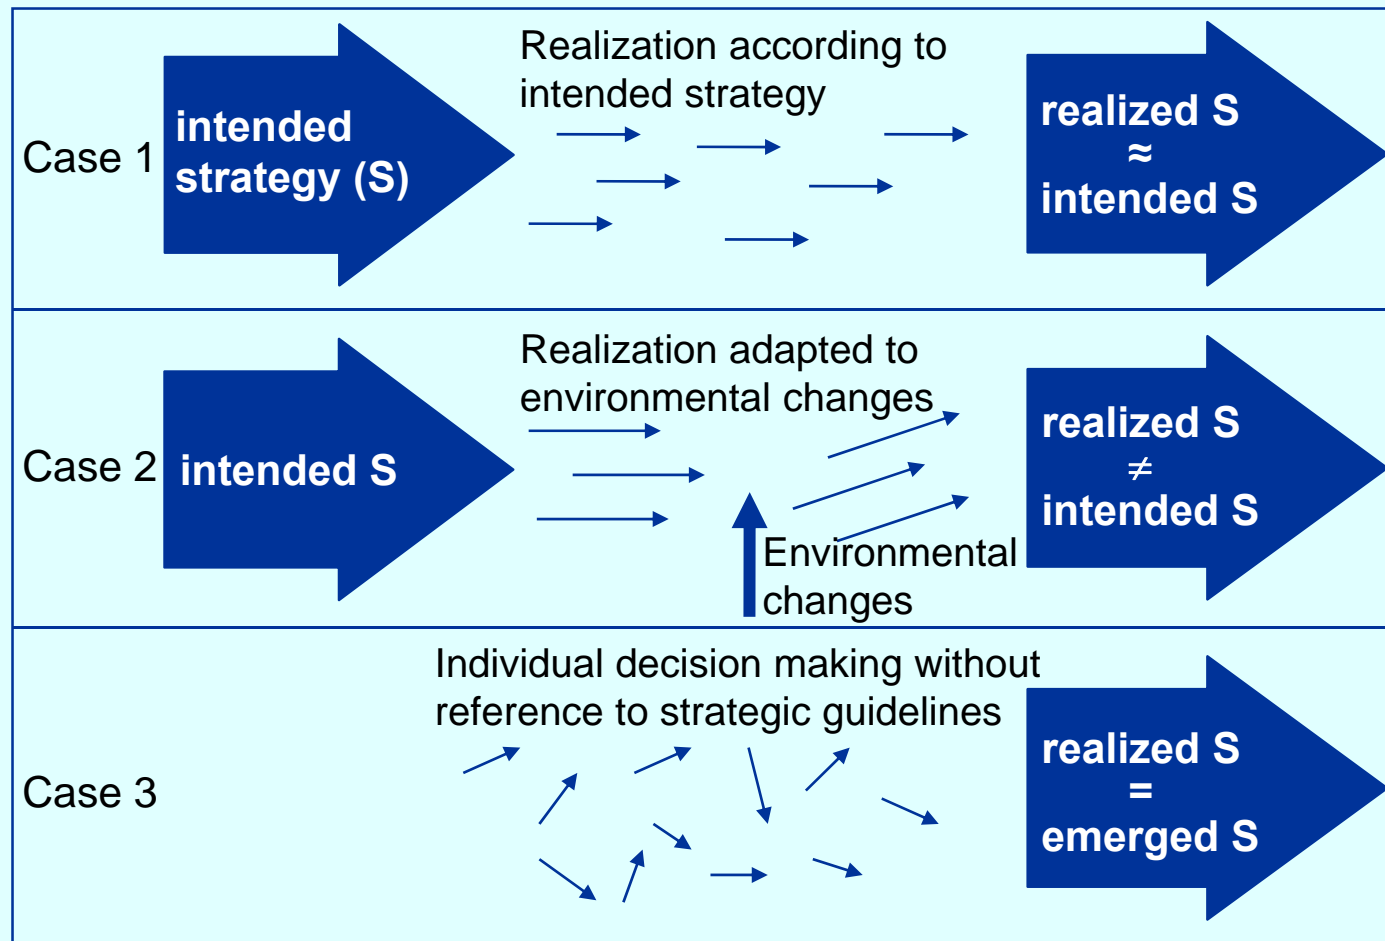 Case 1
intended
strategy (S)
Realization according to
intended strategy
realized S
≈
intended S
Case 2
intended S
Realization adapted to
environmental changes
Environmental
changes
realized S
≠
intended S
Case 3
Individual decision making without
reference to strategic guidelines
realized S
=
emerged S